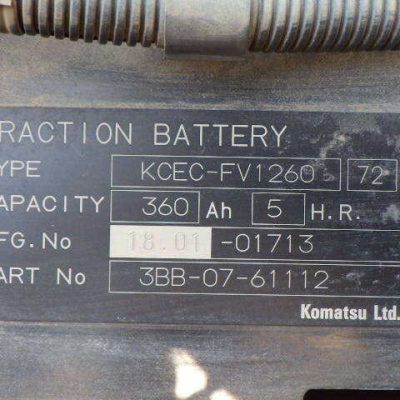 RACTION BATTERY
YPE KCEC-FV1260 72
APACITY 360 Ah 5 H.R.
FG.No 18.01 -01713
ART No 3BB-07-61112
Komatsu Ltd.